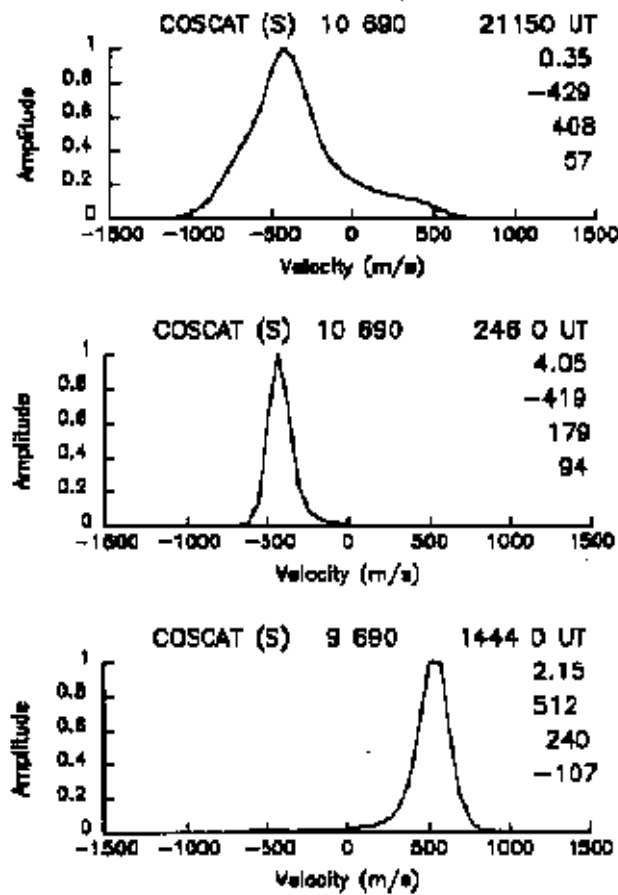 COSCAT (S) 10 690 21150 UT
0.35
-429
408
57
1
0.8
0.6
0.4
0.2
0
Amplitude
-1500 -1000 -500 0 500 1000 1500
Velocity (m/s)
COSCAT (S) 10 690 246 0 UT
4.05
-419
179
94
1
0.8
0.6
0.4
0.2
0
Amplitude
-1500 -1000 -500 0 500 1000 1500
Velocity (m/s)
COSCAT (S) 9 690 1444 0 UT
2.15
512
240
-107
1
0.8
0.6
0.4
0.2
0
Amplitude
-1500 -1000 -500 0 500 1000 1500
Velocity (m/s)